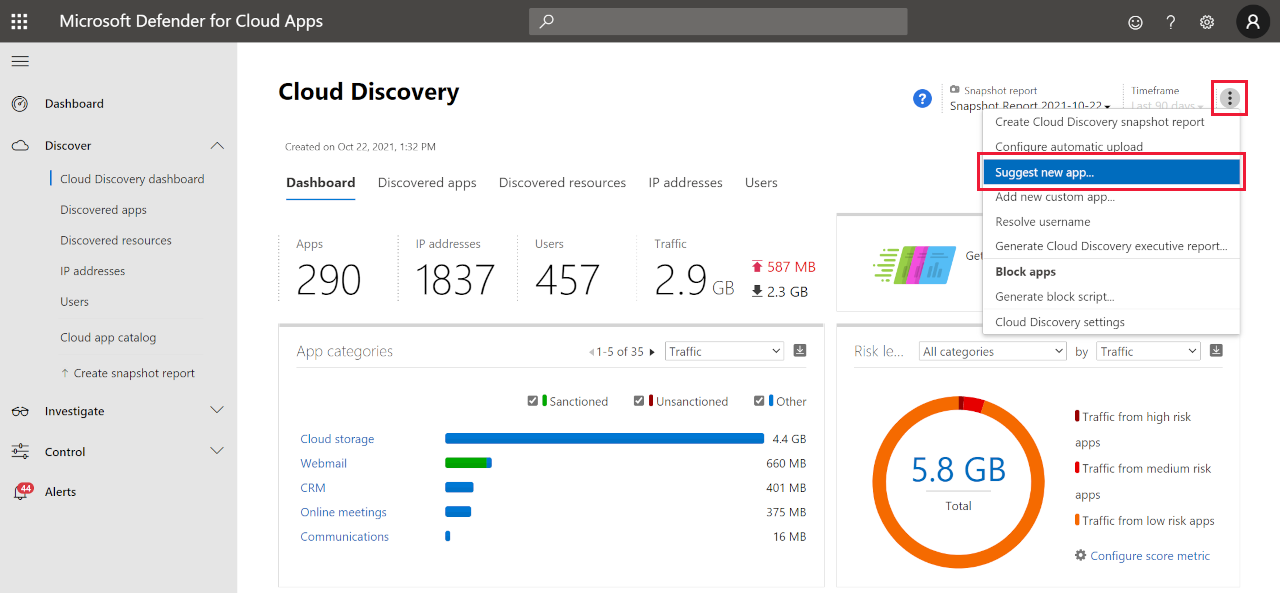 Microsoft Defender for Cloud Apps
?
Dashboard
Discover
Cloud Discovery dashboard
Discovered apps
Discovered resources
IP addresses
Users
Cloud app catalog
↑ Create snapshot report
Investigate
Control
44
Alerts
Cloud Discovery
?
Snapshot report
Snapshot Report 2021-10-22
Timeframe
Last 90 days
Created on Oct 22, 2021, 1:32 PM
Dashboard Discovered apps Discovered resources IP addresses Users
Create Cloud Discovery snapshot report
Configure automatic upload
Suggest new app...
Add new custom app...
Resolve username
Generate Cloud Discovery executive report...
Block apps
Generate block script...
Cloud Discovery settings
Apps
290
IP addresses
1837
Users
457
Traffic
2.9 GB
587 MB
2.3 GB
Get
App categories
1-5 of 35
Traffic
Sanctioned Unsanctioned Other
Cloud storage 4.4 GB
Webmail 660 MB
CRM 401 MB
Online meetings 375 MB
Communications 16 MB
Risk le... All categories by Traffic
5.8 GB
Total
Traffic from high risk
apps
Traffic from medium risk
apps
Traffic from low risk apps
Configure score metric